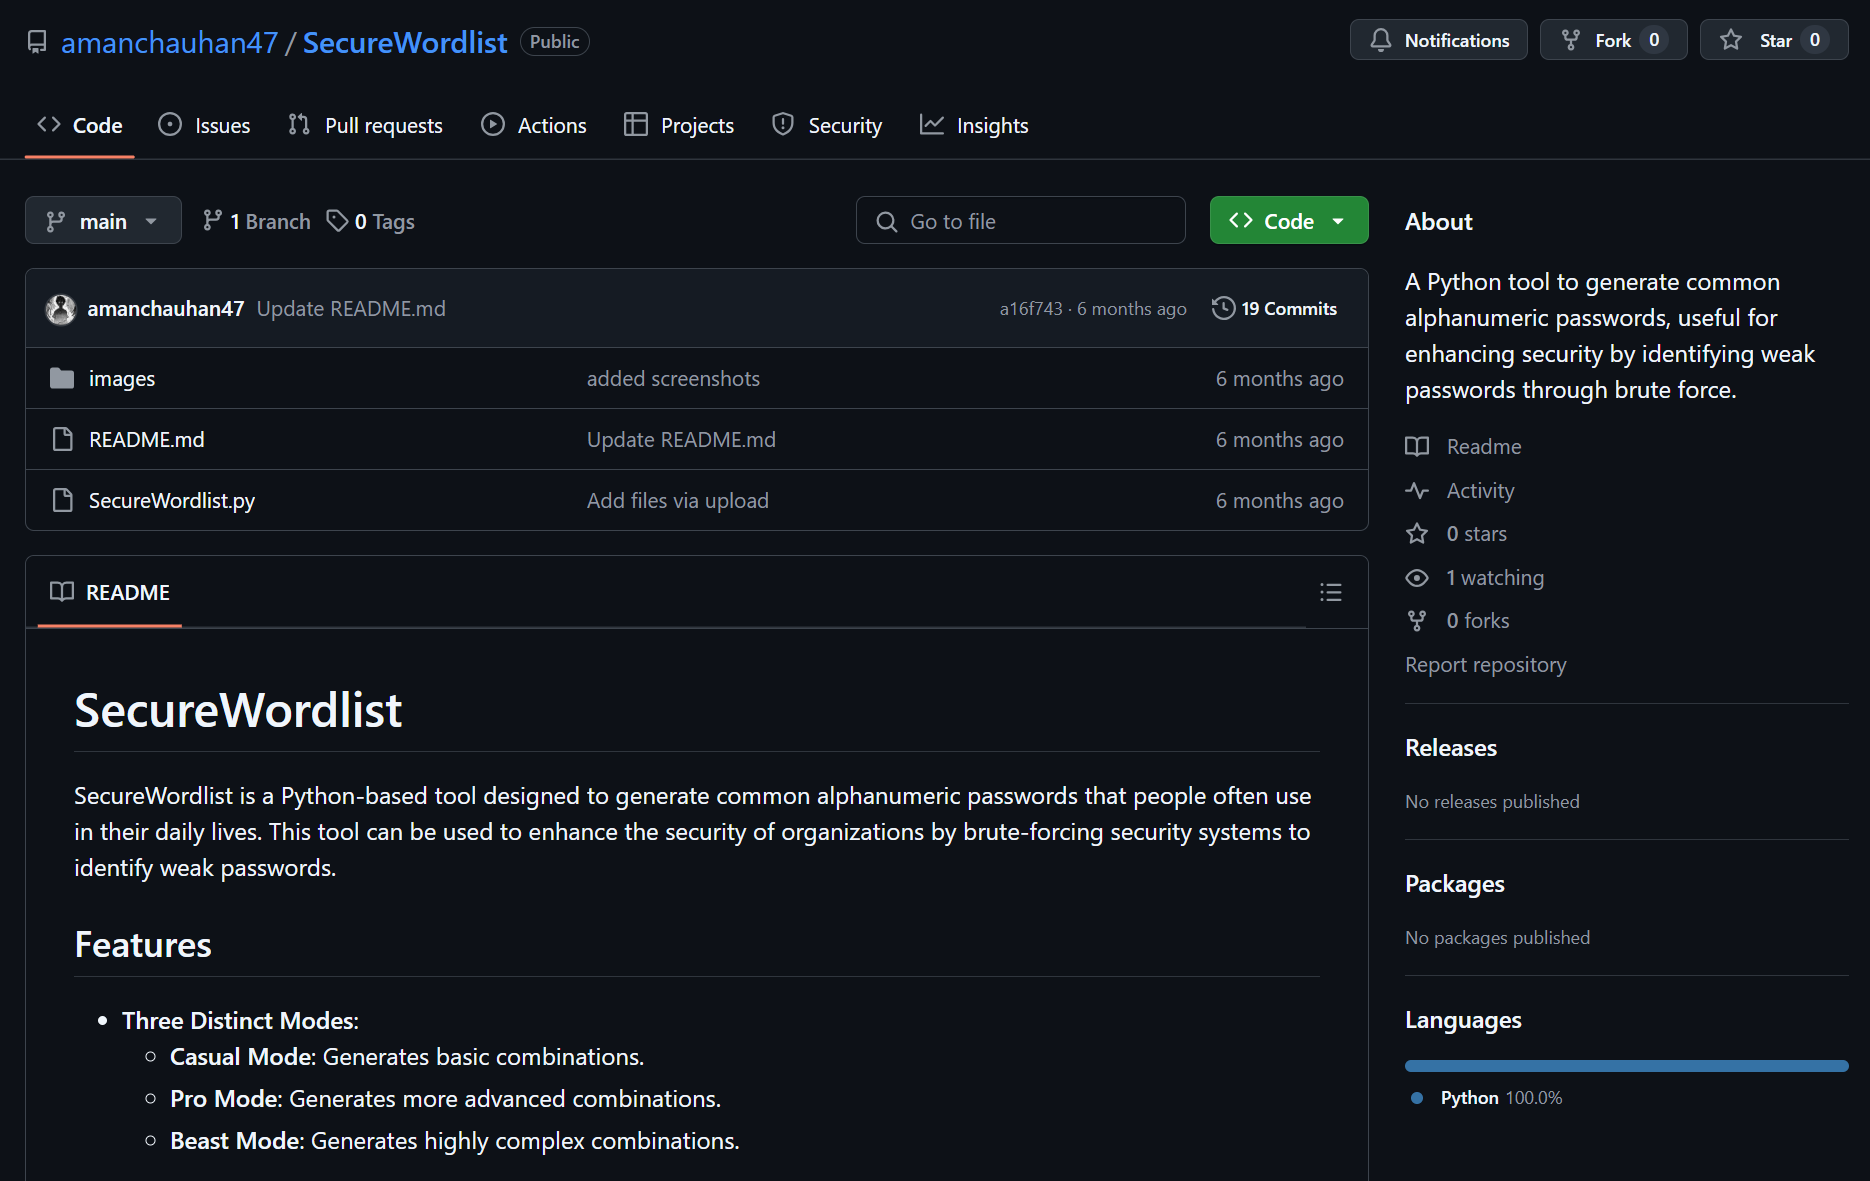 amanchauhan47 / SecureWordlist Public
Notifications
Fork 0
Star 0
Code
Issues
Pull requests
Actions
Projects
Security
Insights
main
1 Branch
0 Tags
Go to file
Code
amanchauhan47 Update README.md
a16f743 · 6 months ago
19 Commits
images
added screenshots
6 months ago
README.md
Update README.md
6 months ago
SecureWordlist.py
Add files via upload
6 months ago
README
SecureWordlist
SecureWordlist is a Python-based tool designed to generate common alphanumeric passwords that people often use
in their daily lives. This tool can be used to enhance the security of organizations by brute-forcing security systems to
identify weak passwords.
Features
Three Distinct Modes:
Casual Mode: Generates basic combinations.
Pro Mode: Generates more advanced combinations.
Beast Mode: Generates highly complex combinations.
About
A Python tool to generate common
alphanumeric passwords, useful for
enhancing security by identifying weak
passwords through brute force.
Readme
Activity
0 stars
1 watching
0 forks
Report repository
Releases
No releases published
Packages
No packages published
Languages
Python 100.0%